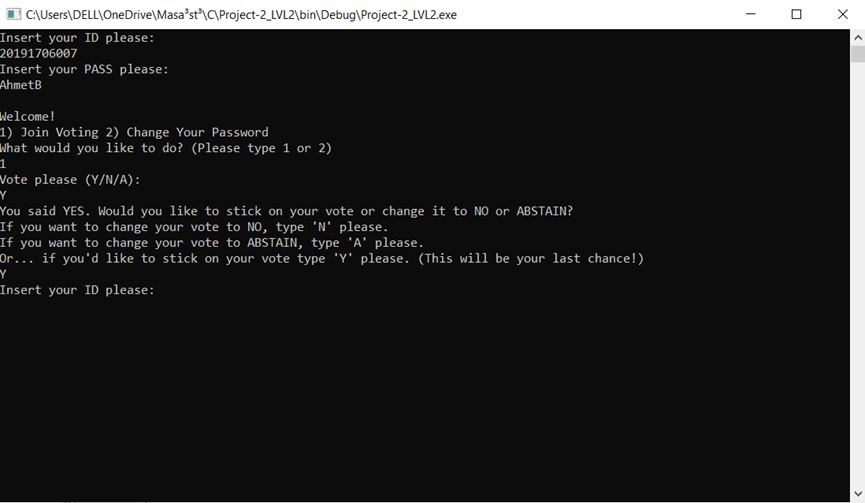 C:\Users\DELL\OneDrive\Masa³st³\C\Project-2_LVL2\bin\Debug\Project-2_LVL2.exe
Insert your ID please:
20191706007
Insert your PASS please:
AhmetB
Welcome!
1) Join Voting 2) Change Your Password
What would you like to do? (Please type 1 or 2)
1
Vote please (Y/N/A):
Y
You said YES. Would you like to stick on your vote or change it to NO or ABSTAIN?
If you want to change your vote to NO, type 'N' please.
If you want to change your vote to ABSTAIN, type 'A' please.
Or... if you'd like to stick on your vote type 'Y' please. (This will be your last chance!)
Y
Insert your ID please: